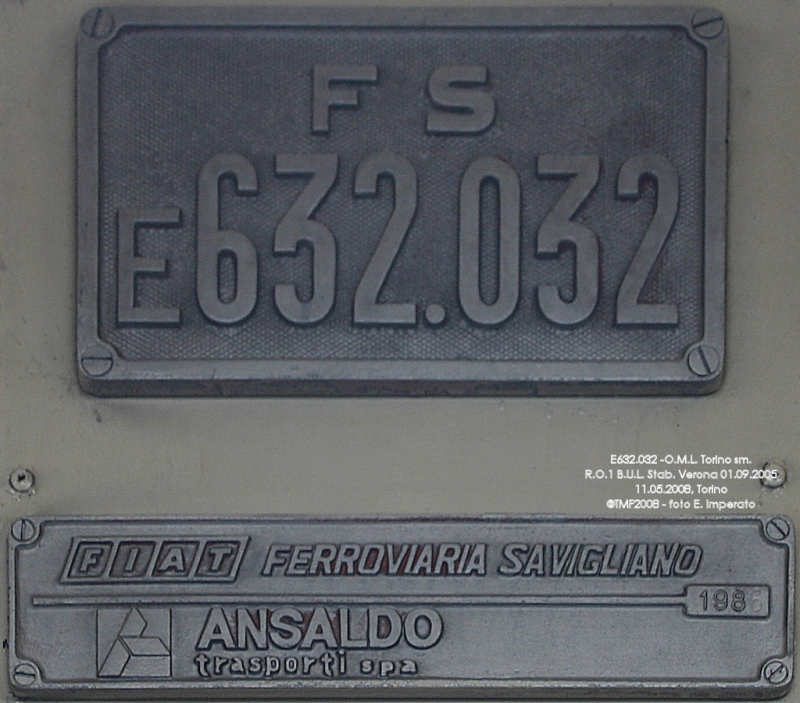 F S
E632.032
E632.032 -O.M.L. Torino sm.
R.O.1 B.U.L. Stab. Verona 01.09.2005
11.05.2008, Torino
©TMF2008 - foto E. Imperato
FIAT FERROVIARIA SAVIGLIANO
1986
ANSALDO
trasporti spa